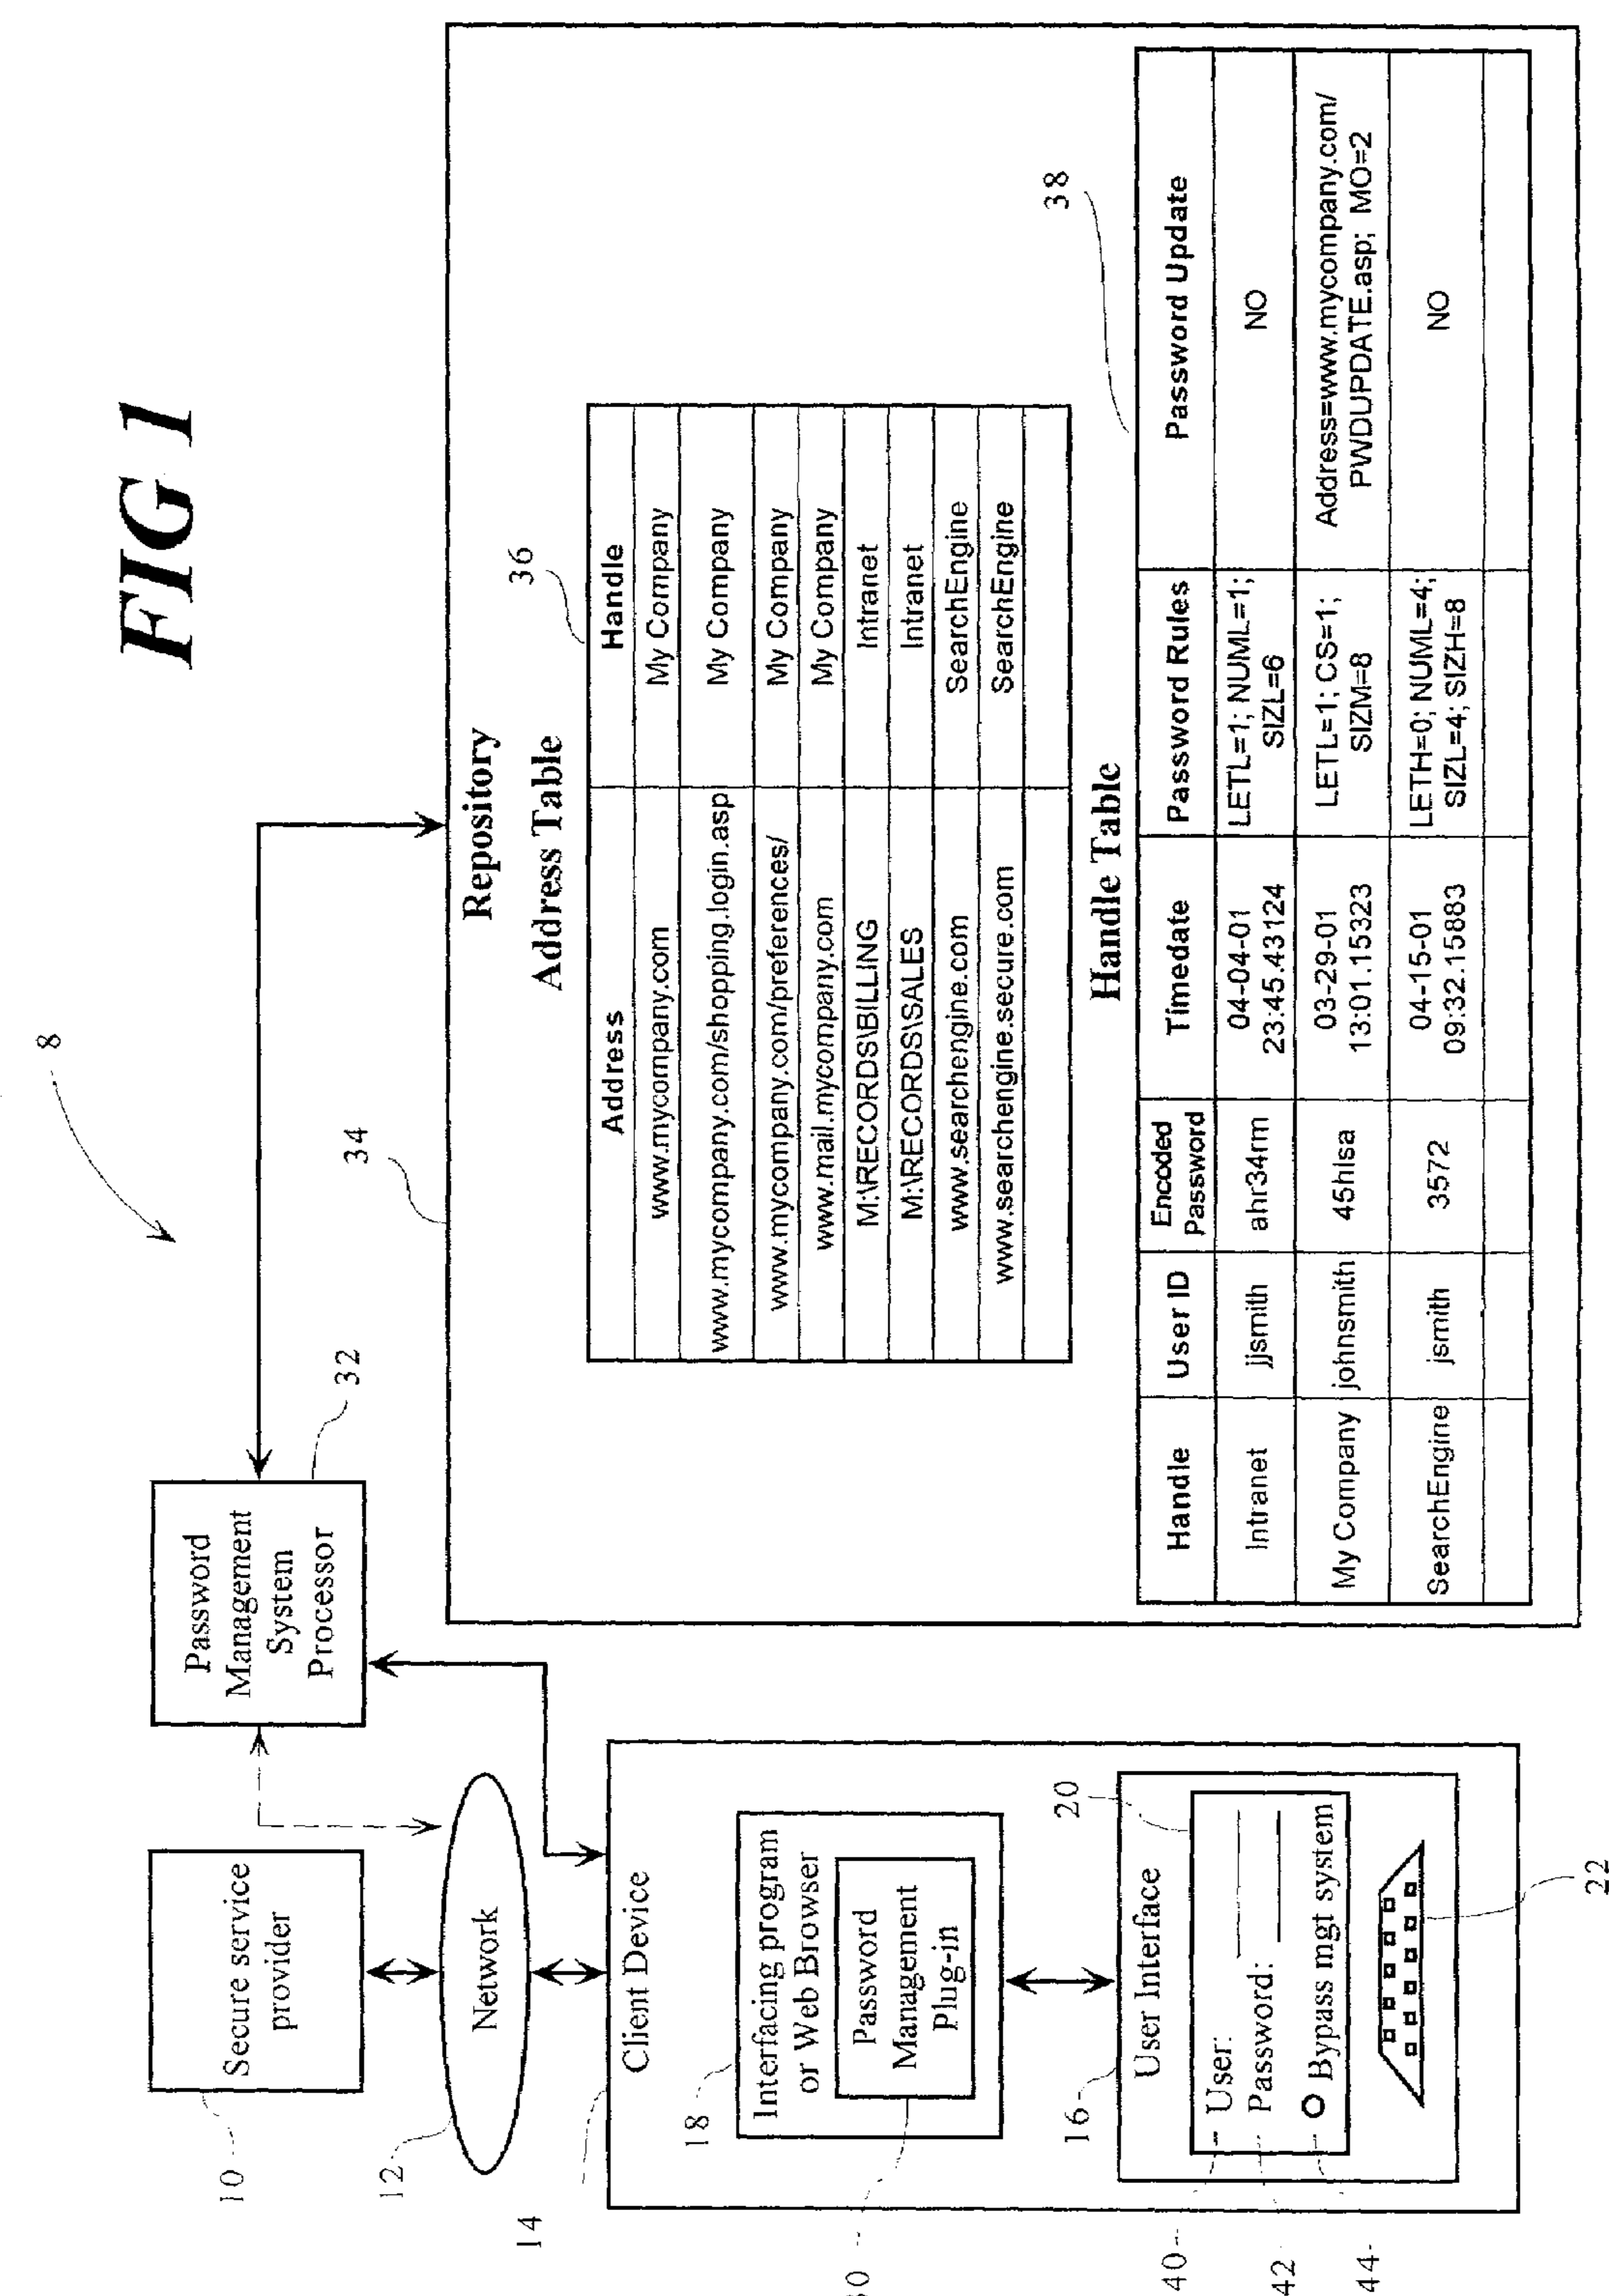 FIG 1
8
Secure service
provider
10
Network
12
Password
Management
System
Processor
32
34
Client Device
14
Interfacing program
or Web Browser
18
Password
Management
Plug-in
User Interface
16
20
User:
Password:
Bypass mgt system
22
40
42
44
Repository
Address Table
36
Address Handle
www.mycompany.com My Company
www.mycompany.com/shopping.login.asp My Company
www.mycompany.com/preferences/ My Company
www.mail.mycompany.com My Company
M:\RECORDS\BILLING Intranet
M:\RECORDS\SALES Intranet
www.searchengine.com SearchEngine
www.searchengine.secure.com SearchEngine
Handle Table
38
Handle User ID Encoded Password Timedate Password Rules Password Update
Intranet jjsmith ahr34rm 04-04-01 LETL=1; NUML=1; NO
23:45.43124 SIZL=6
My Company johnsmith 45hlsa 03-29-01 LETL=1; CS=1; Address=www.mycompany.com/
13:01.15323 SIZM=8 PWDUPDATE.asp; MO=2
SearchEngine jsmith 3572 04-15-01 LETH=0; NUML=4; NO
09:32.15883 SIZL=4; SIZH=8